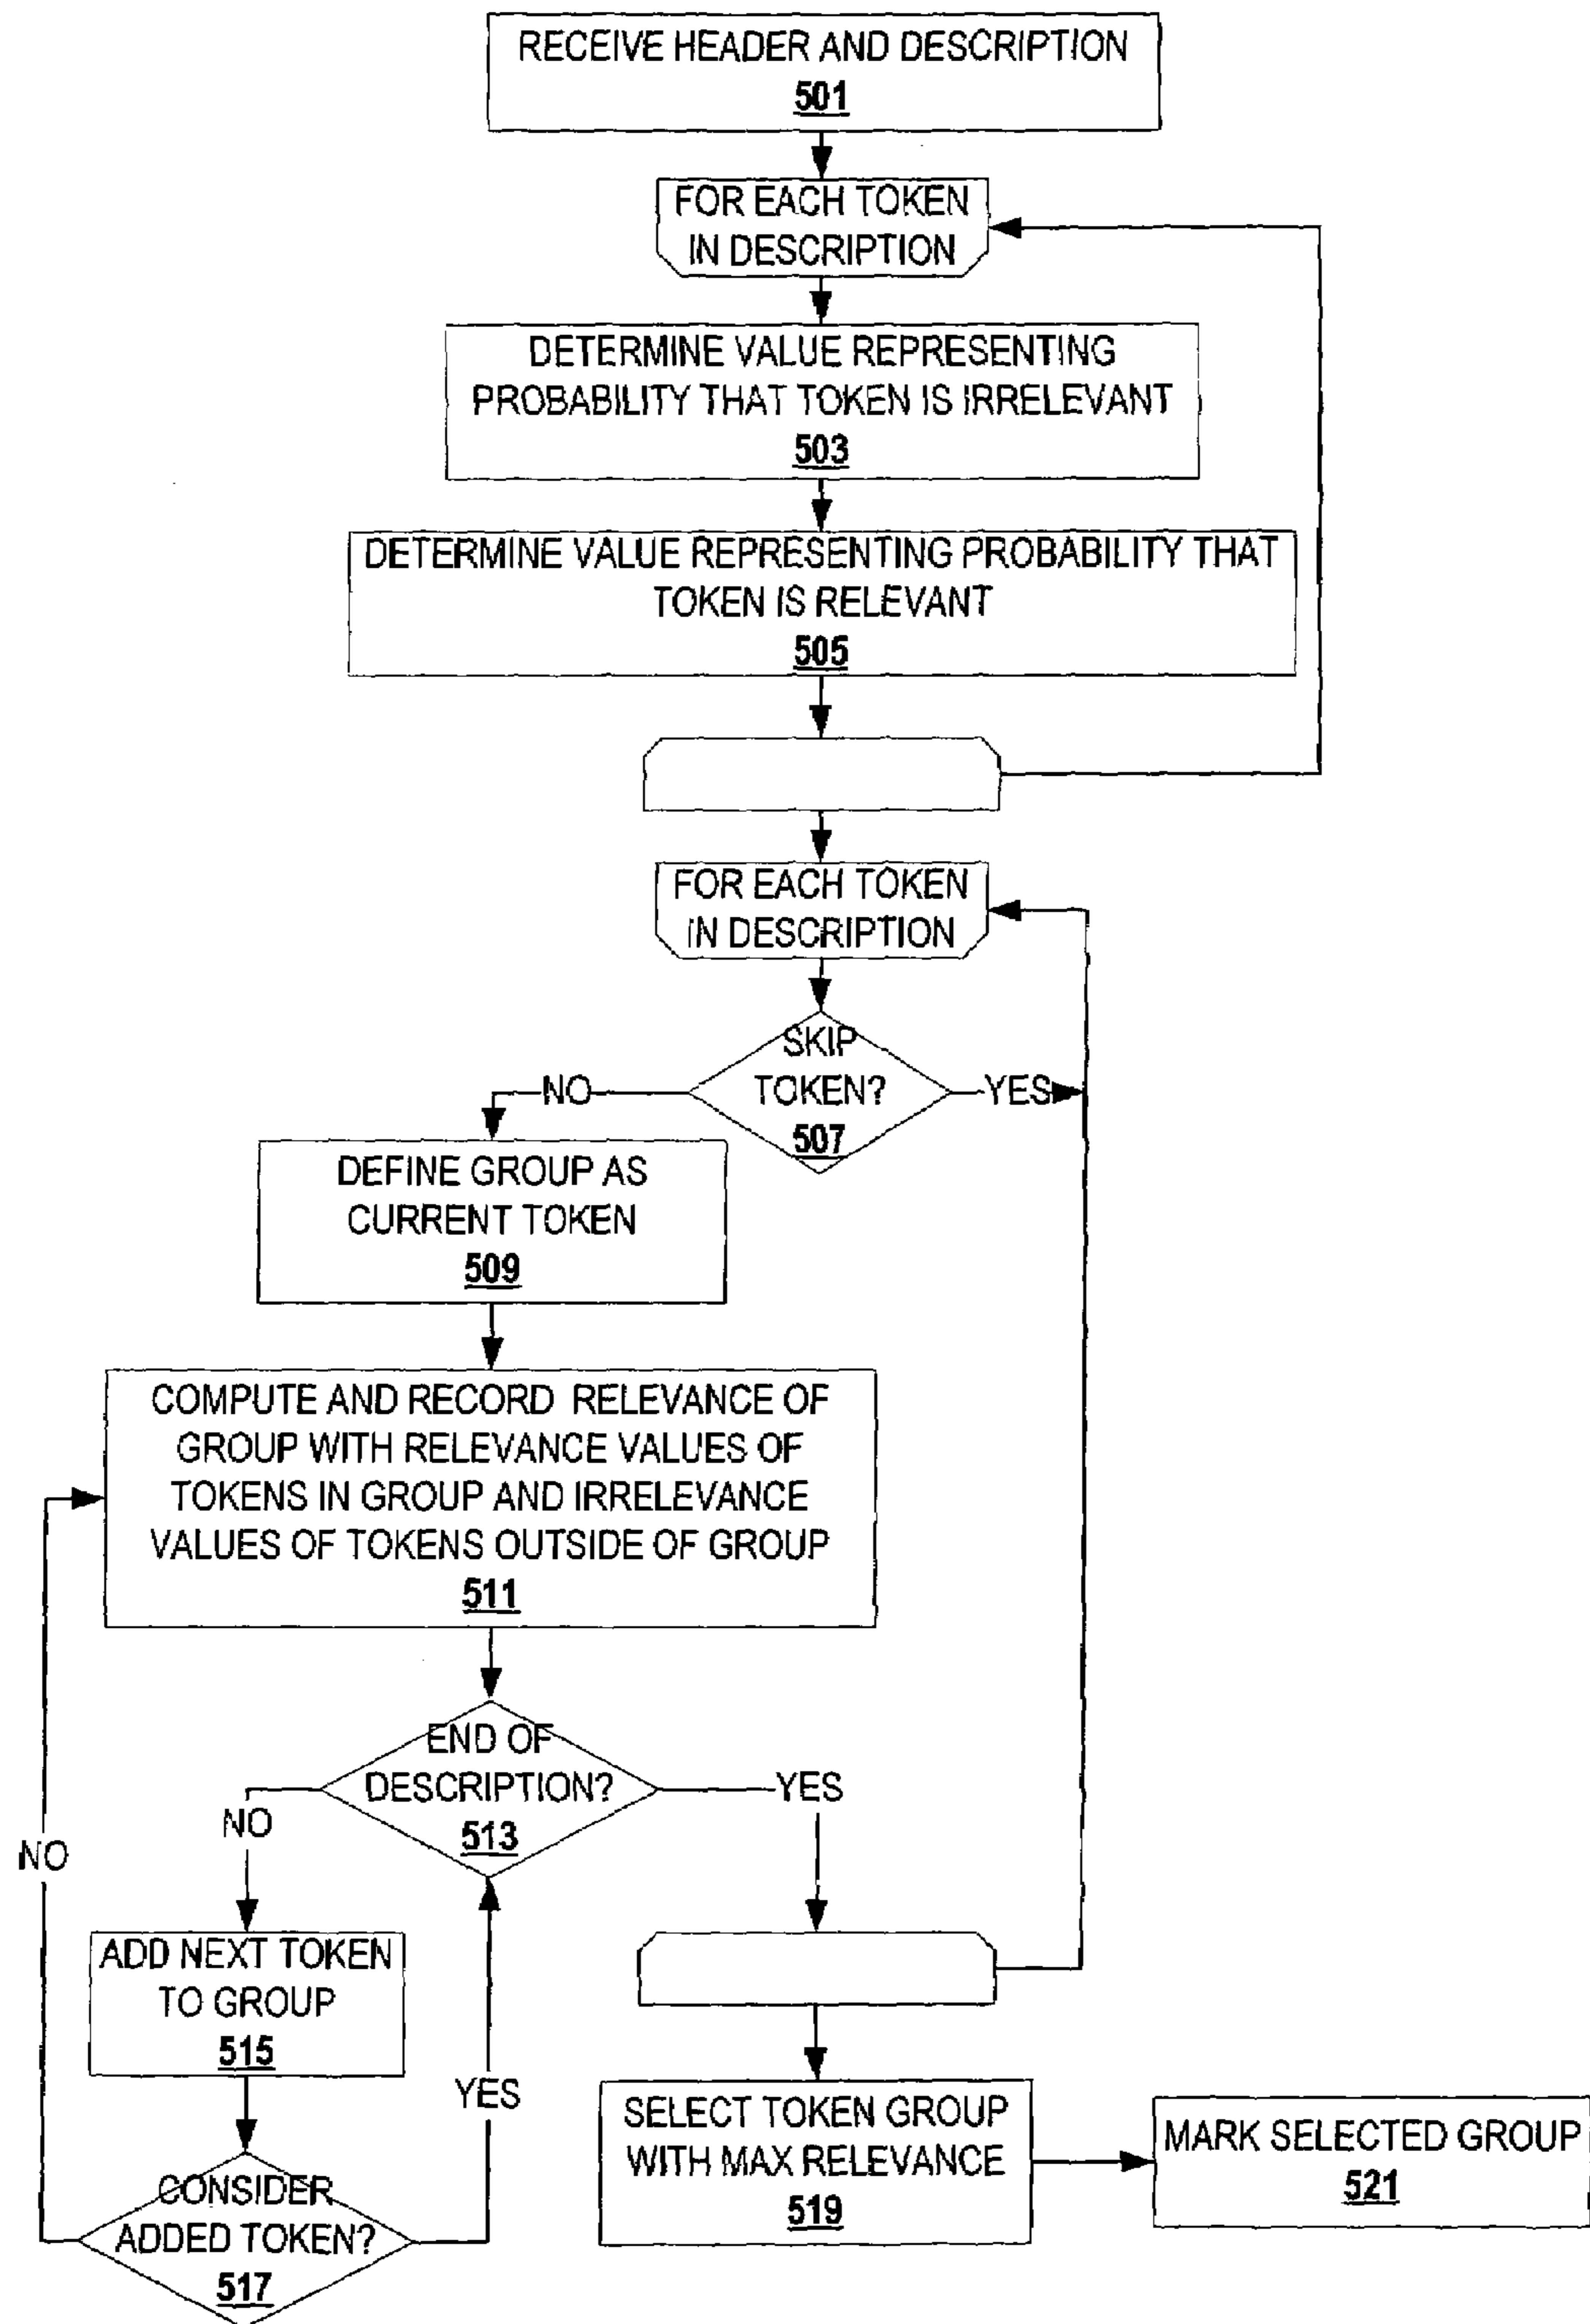 RECEIVE HEADER AND DESCRIPTION
501
FOR EACH TOKEN
IN DESCRIPTION
DETERMINE VALUE REPRESENTING
PROBABILITY THAT TOKEN IS IRRELEVANT
503
DETERMINE VALUE REPRESENTING PROBABILITY THAT
TOKEN IS RELEVANT
505
FOR EACH TOKEN
IN DESCRIPTION
SKIP
TOKEN?
507
NO
YES
DEFINE GROUP AS
CURRENT TOKEN
509
COMPUTE AND RECORD RELEVANCE OF
GROUP WITH RELEVANCE VALUES OF
TOKENS IN GROUP AND IRRELEVANCE
VALUES OF TOKENS OUTSIDE OF GROUP
511
END OF
DESCRIPTION?
513
NO
YES
NO
ADD NEXT TOKEN
TO GROUP
515
YES
CONSIDER
ADDED TOKEN?
517
SELECT TOKEN GROUP
WITH MAX RELEVANCE
519
MARK SELECTED GROUP
521